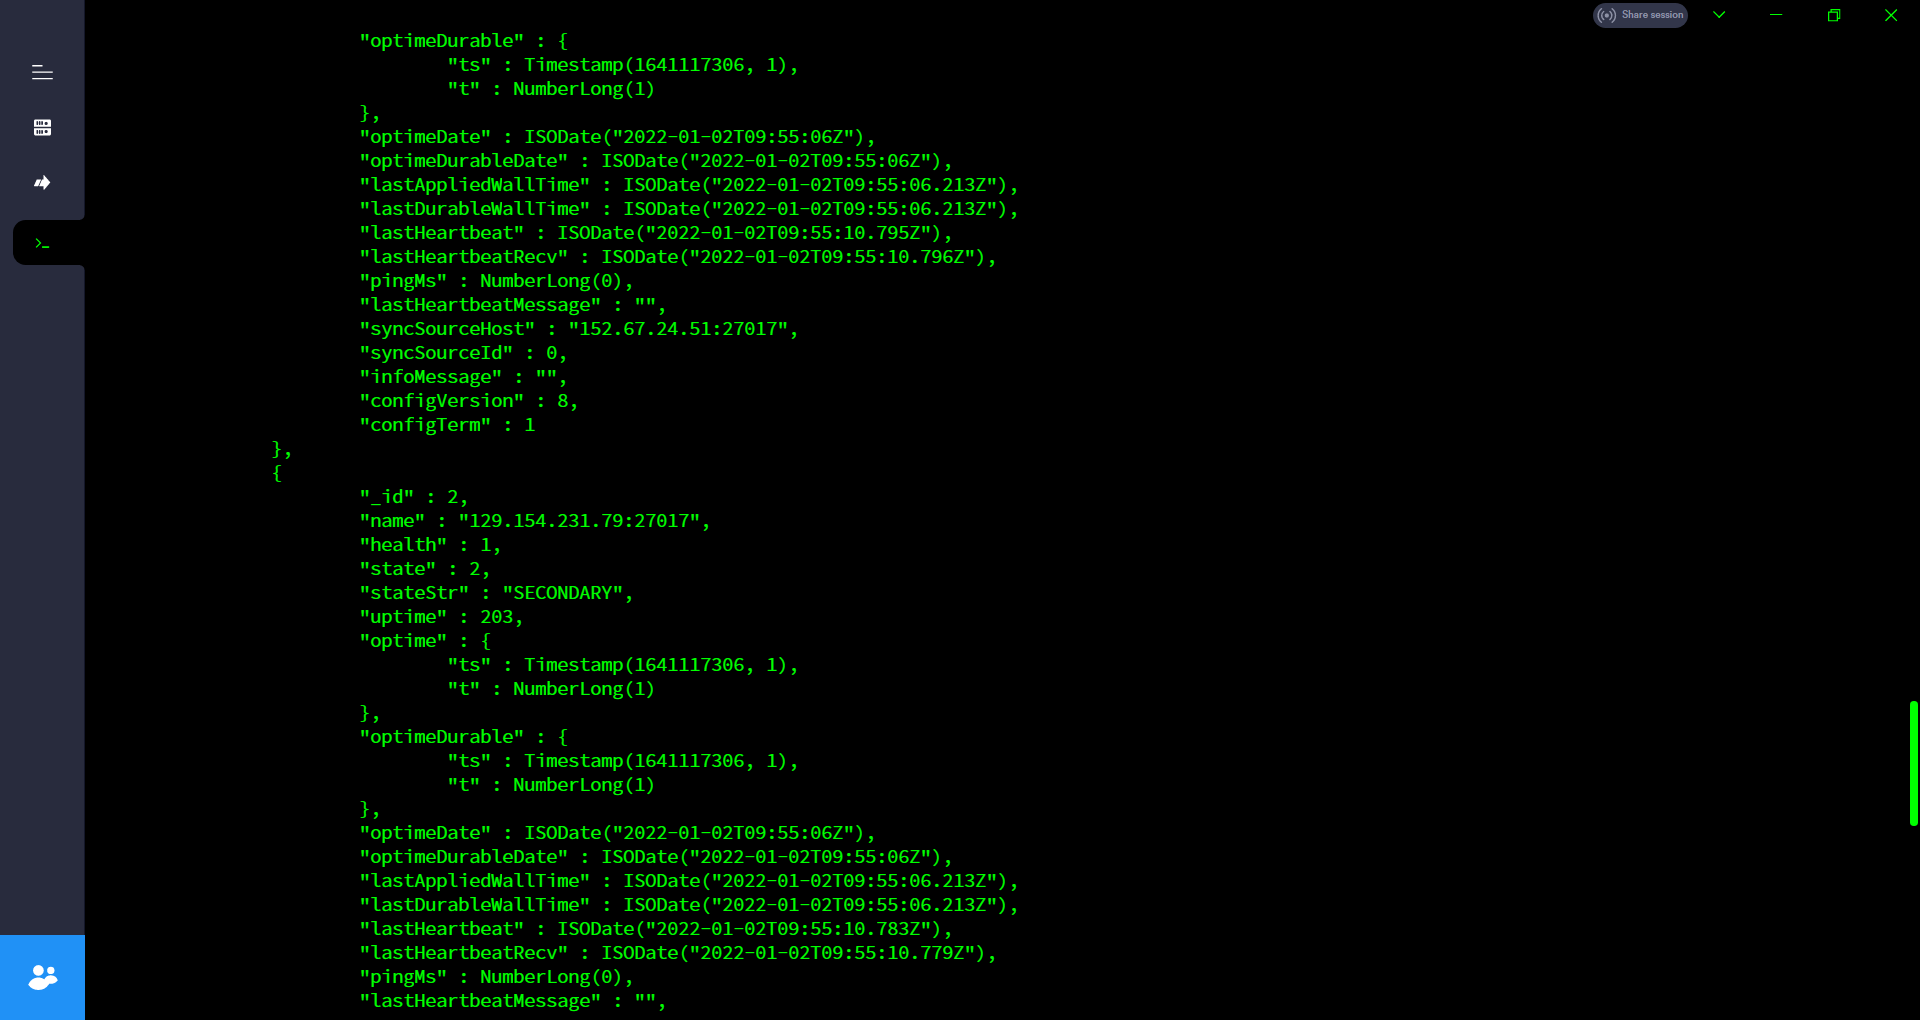 Share session
"optimeDurable" : {
"ts" : Timestamp(1641117306, 1),
"t" : NumberLong(1)
},
"optimeDate" : ISODate("2022-01-02T09:55:06Z"),
"optimeDurableDate" : ISODate("2022-01-02T09:55:06Z"),
"lastAppliedWallTime" : ISODate("2022-01-02T09:55:06.213Z"),
"lastDurableWallTime" : ISODate("2022-01-02T09:55:06.213Z"),
"lastHeartbeat" : ISODate("2022-01-02T09:55:10.795Z"),
"lastHeartbeatRecv" : ISODate("2022-01-02T09:55:10.796Z"),
"pingMs" : NumberLong(0),
"lastHeartbeatMessage" : "",
"syncSourceHost" : "152.67.24.51:27017",
"syncSourceId" : 0,
"infoMessage" : "",
"configVersion" : 8,
"configTerm" : 1
},
{
"_id" : 2,
"name" : "129.154.231.79:27017",
"health" : 1,
"state" : 2,
"stateStr" : "SECONDARY",
"uptime" : 203,
"optime" : {
"ts" : Timestamp(1641117306, 1),
"t" : NumberLong(1)
},
"optimeDurable" : {
"ts" : Timestamp(1641117306, 1),
"t" : NumberLong(1)
},
"optimeDate" : ISODate("2022-01-02T09:55:06Z"),
"optimeDurableDate" : ISODate("2022-01-02T09:55:06Z"),
"lastAppliedWallTime" : ISODate("2022-01-02T09:55:06.213Z"),
"lastDurableWallTime" : ISODate("2022-01-02T09:55:06.213Z"),
"lastHeartbeat" : ISODate("2022-01-02T09:55:10.783Z"),
"lastHeartbeatRecv" : ISODate("2022-01-02T09:55:10.779Z"),
"pingMs" : NumberLong(0),
"lastHeartbeatMessage" : "",